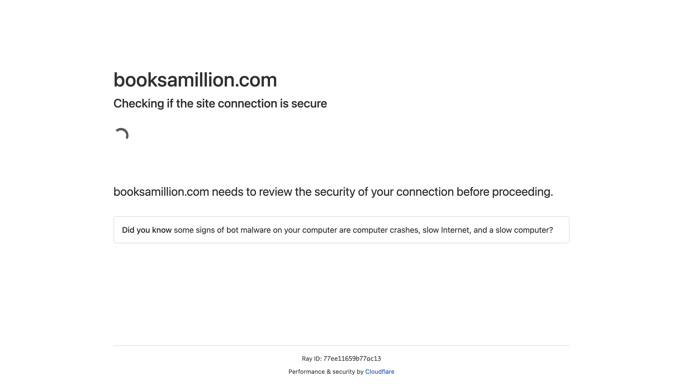 booksamillion.com
Checking if the site connection is secure
booksamillion.com needs to review the security of your connection before proceeding.
Did you know some signs of bot malware on your computer are computer crashes, slow Internet, and a slow computer?
Ray ID: 77ee11659b77ac13
Performance & security by Cloudflare